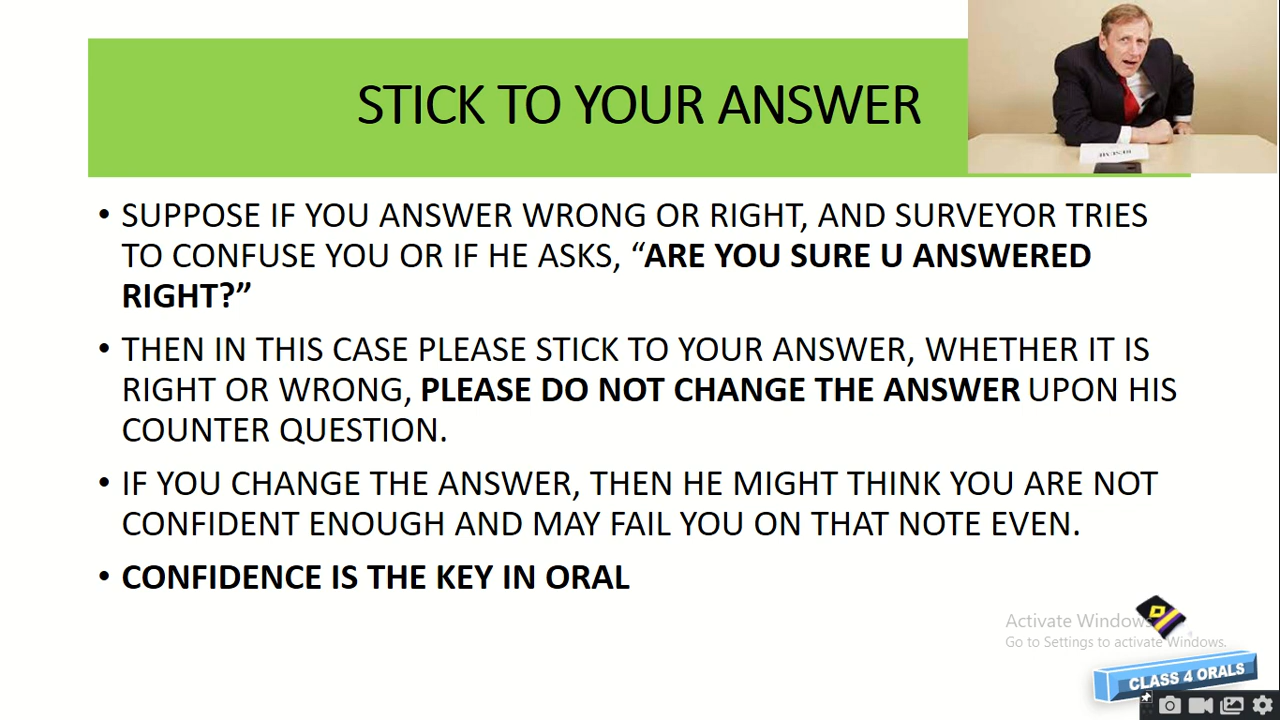 STICK TO YOUR ANSWER
• SUPPOSE IF YOU ANSWER WRONG OR RIGHT, AND SURVEYOR TRIES
TO CONFUSE YOU OR IF HE ASKS, “ARE YOU SURE U ANSWERED
RIGHT?”
• THEN IN THIS CASE PLEASE STICK TO YOUR ANSWER, WHETHER IT IS
RIGHT OR WRONG, PLEASE DO NOT CHANGE THE ANSWER UPON HIS
COUNTER QUESTION.
• IF YOU CHANGE THE ANSWER, THEN HE MIGHT THINK YOU ARE NOT
CONFIDENT ENOUGH AND MAY FAIL YOU ON THAT NOTE EVEN.
• CONFIDENCE IS THE KEY IN ORAL
RESUME
Activate Windows
Go to Settings to activate Windows.
CLASS 4 ORALS